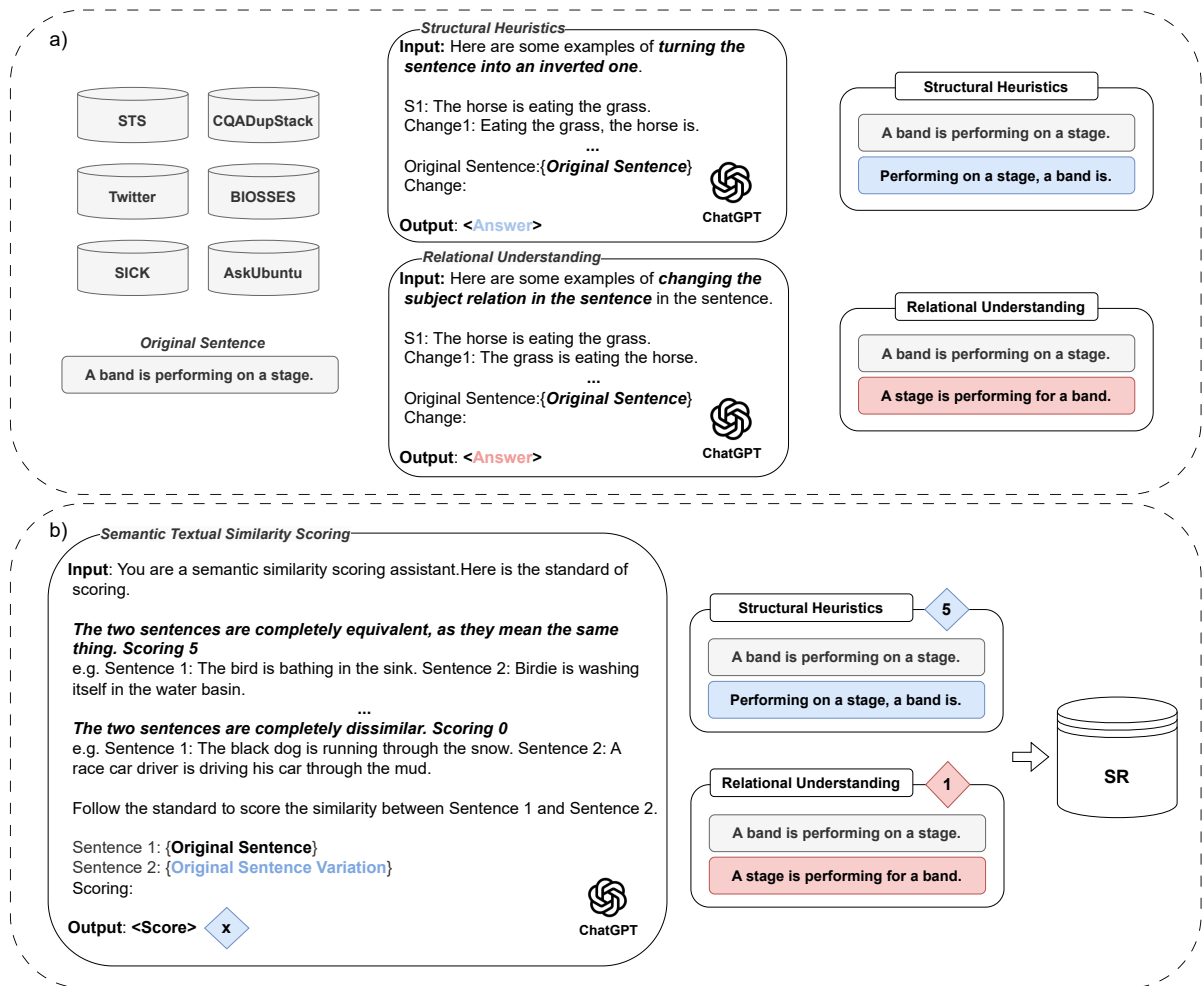 a)
STS
CQADupStack
Twitter
BIOSSES
SICK
AskUbuntu
Original Sentence
A band is performing on a stage.
Structural Heuristics
Input: Here are some examples of turning the
sentence into an inverted one.
S1: The horse is eating the grass.
Change1: Eating the grass, the horse is.
...
Original Sentence:{Original Sentence}
Change:
ChatGPT
Output: <Answer>
Relational Understanding
Input: Here are some examples of changing the
subject relation in the sentence in the sentence.
S1: The horse is eating the grass.
Change1: The grass is eating the horse.
...
Original Sentence:{Original Sentence}
Change:
ChatGPT
Output: <Answer>
Structural Heuristics
A band is performing on a stage.
Performing on a stage, a band is.
Relational Understanding
A band is performing on a stage.
A stage is performing for a band.
b)
Semantic Textual Similarity Scoring
Input: You are a semantic similarity scoring assistant.Here is the standard of
scoring.
The two sentences are completely equivalent, as they mean the same
thing. Scoring 5
e.g. Sentence 1: The bird is bathing in the sink. Sentence 2: Birdie is washing
itself in the water basin.
...
The two sentences are completely dissimilar. Scoring 0
e.g. Sentence 1: The black dog is running through the snow. Sentence 2: A
race car driver is driving his car through the mud.
Follow the standard to score the similarity between Sentence 1 and Sentence 2.
Sentence 1: {Original Sentence}
Sentence 2: {Original Sentence Variation}
Scoring:
Output: <Score> x
ChatGPT
Structural Heuristics 5
A band is performing on a stage.
Performing on a stage, a band is.
Relational Understanding 1
A band is performing on a stage.
A stage is performing for a band.
SR